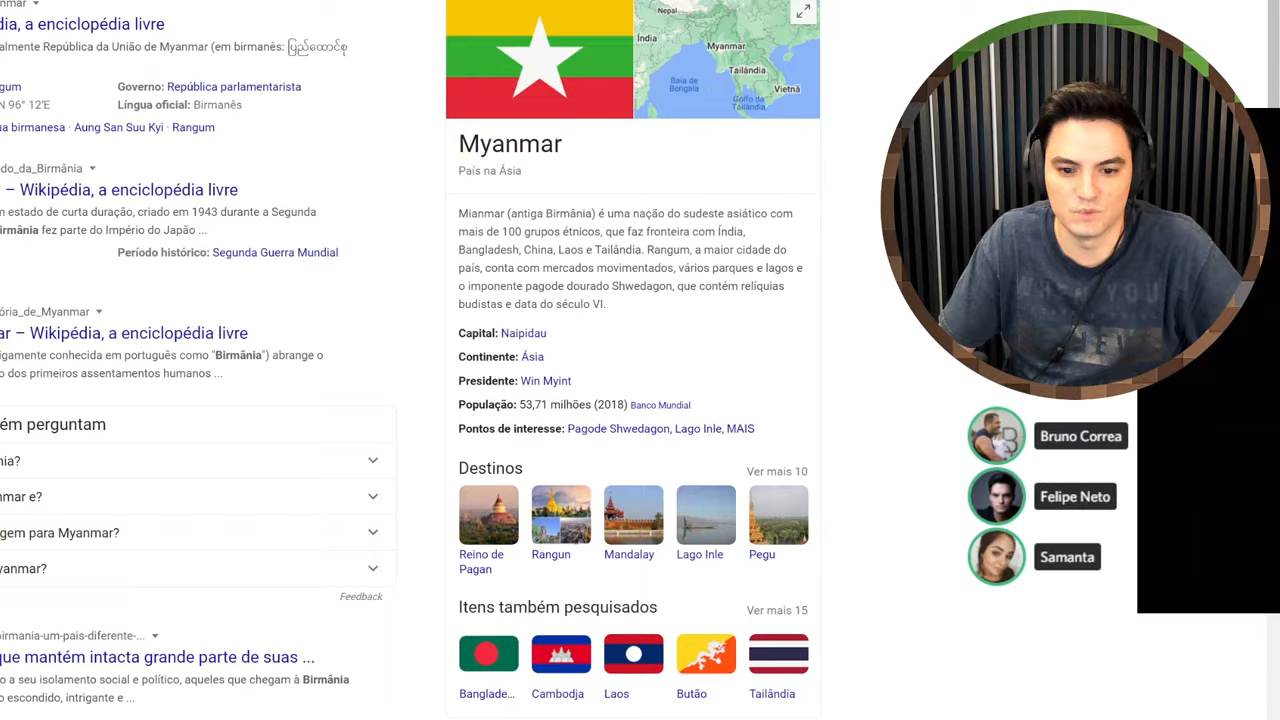 nmar
dia, a enciclopédia livre
almente República da União de Myanmar (em birmanês: ပြည်ထောင်စု
gum
Governo: República parlamentarista
N 96° 12'E
Língua oficial: Birmanês
ua birmanesa · Aung San Suu Kyi · Rangum
do_da_Birmânia
– Wikipédia, a enciclopédia livre
m estado de curta duração, criado em 1943 durante a Segunda
irmânia fez parte do Império do Japão ...
Período histórico: Segunda Guerra Mundial
ória_de_Myanmar
ar – Wikipédia, a enciclopédia livre
igamente conhecida em português como "Birmânia") abrange o
o dos primeiros assentamentos humanos ...
ém perguntam
nia?
nmar e?
gem para Myanmar?
yanmar?
Feedback
irmania-um-pais-diferente-...
que mantém intacta grande parte de suas ...
o a seu isolamento social e político, aqueles que chegam à Birmânia
o escondido, intrigante e ...
Nepal
Índia
Myanmar
Baía de
Bengala
Tailândia
Vietnã
Golfo da
Tailândia
Myanmar
País na Ásia
Mianmar (antiga Birmânia) é uma nação do sudeste asiático com
mais de 100 grupos étnicos, que faz fronteira com Índia,
Bangladesh, China, Laos e Tailândia. Rangum, a maior cidade do
país, conta com mercados movimentados, vários parques e lagos e
o imponente pagode dourado Shwedagon, que contém relíquias
budistas e data do século VI.
Capital: Naipidau
Continente: Ásia
Presidente: Win Myint
População: 53,71 milhões (2018) Banco Mundial
Pontos de interesse: Pagode Shwedagon, Lago Inle, MAIS
Destinos
Ver mais 10
Reino de
Pagan
Rangun
Mandalay
Lago Inle
Pegu
Itens também pesquisados
Ver mais 15
Banglade...
Cambodja
Laos
Butão
Tailândia
Bruno Correa
Felipe Neto
Samanta